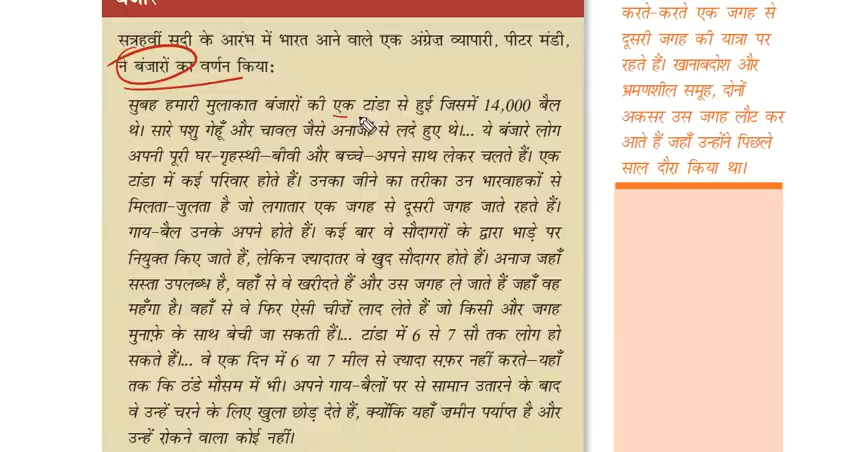 सत्रहवीं सदी के आरंभ में भारत आने वाले एक अंग्रेज व्यापारी, पीटर मंडी,
ने बंजारों का वर्णन किया:
सुबह हमारी मुलाकात बंजारों की एक टांडा से हुई जिसमें 14,000 बैल
थे। सारे पशु गेहूँ और चावल जैसे अनाजों से लदे हुए थे।... ये बंजारे लोग
अपनी पूरी घर-गृहस्थी–बीवी और बच्चे–अपने साथ लेकर चलते हैं। एक
टांडा में कई परिवार होते हैं। उनका जीने का तरीका उन भारवाहकों से
मिलता-जुलता है जो लगातार एक जगह से दूसरी जगह जाते रहते हैं।
गाय-बैल उनके अपने होते हैं। कई बार वे सौदागरों के द्वारा भाड़े पर
नियुक्त किए जाते हैं, लेकिन ज्यादातर वे खुद सौदागर होते हैं। अनाज जहाँ
सस्ता उपलब्ध है, वहाँ से वे खरीदते हैं और उस जगह ले जाते हैं जहाँ वह
महँगा है। वहाँ से वे फिर ऐसी चीज़ें लाद लेते हैं जो किसी और जगह
मुनाफ़े के साथ बेची जा सकती हैं।... टांडा में 6 से 7 सौ तक लोग हो
सकते हैं।... वे एक दिन में 6 या 7 मील से ज्यादा सफ़र नहीं करते–यहाँ
तक कि ठंडे मौसम में भी। अपने गाय-बैलों पर से सामान उतारने के बाद
वे उन्हें चरने के लिए खुला छोड़ देते हैं, क्योंकि यहाँ जमीन पर्याप्त है और
उन्हें रोकने वाला कोई नहीं।
करते-करते एक जगह से
दूसरी जगह की यात्रा पर
रहते हैं। खानाबदोश और
भ्रमणशील समूह, दोनों
अकसर उस जगह लौट कर
आते हैं जहाँ उन्होंने पिछले
साल दौरा किया था।